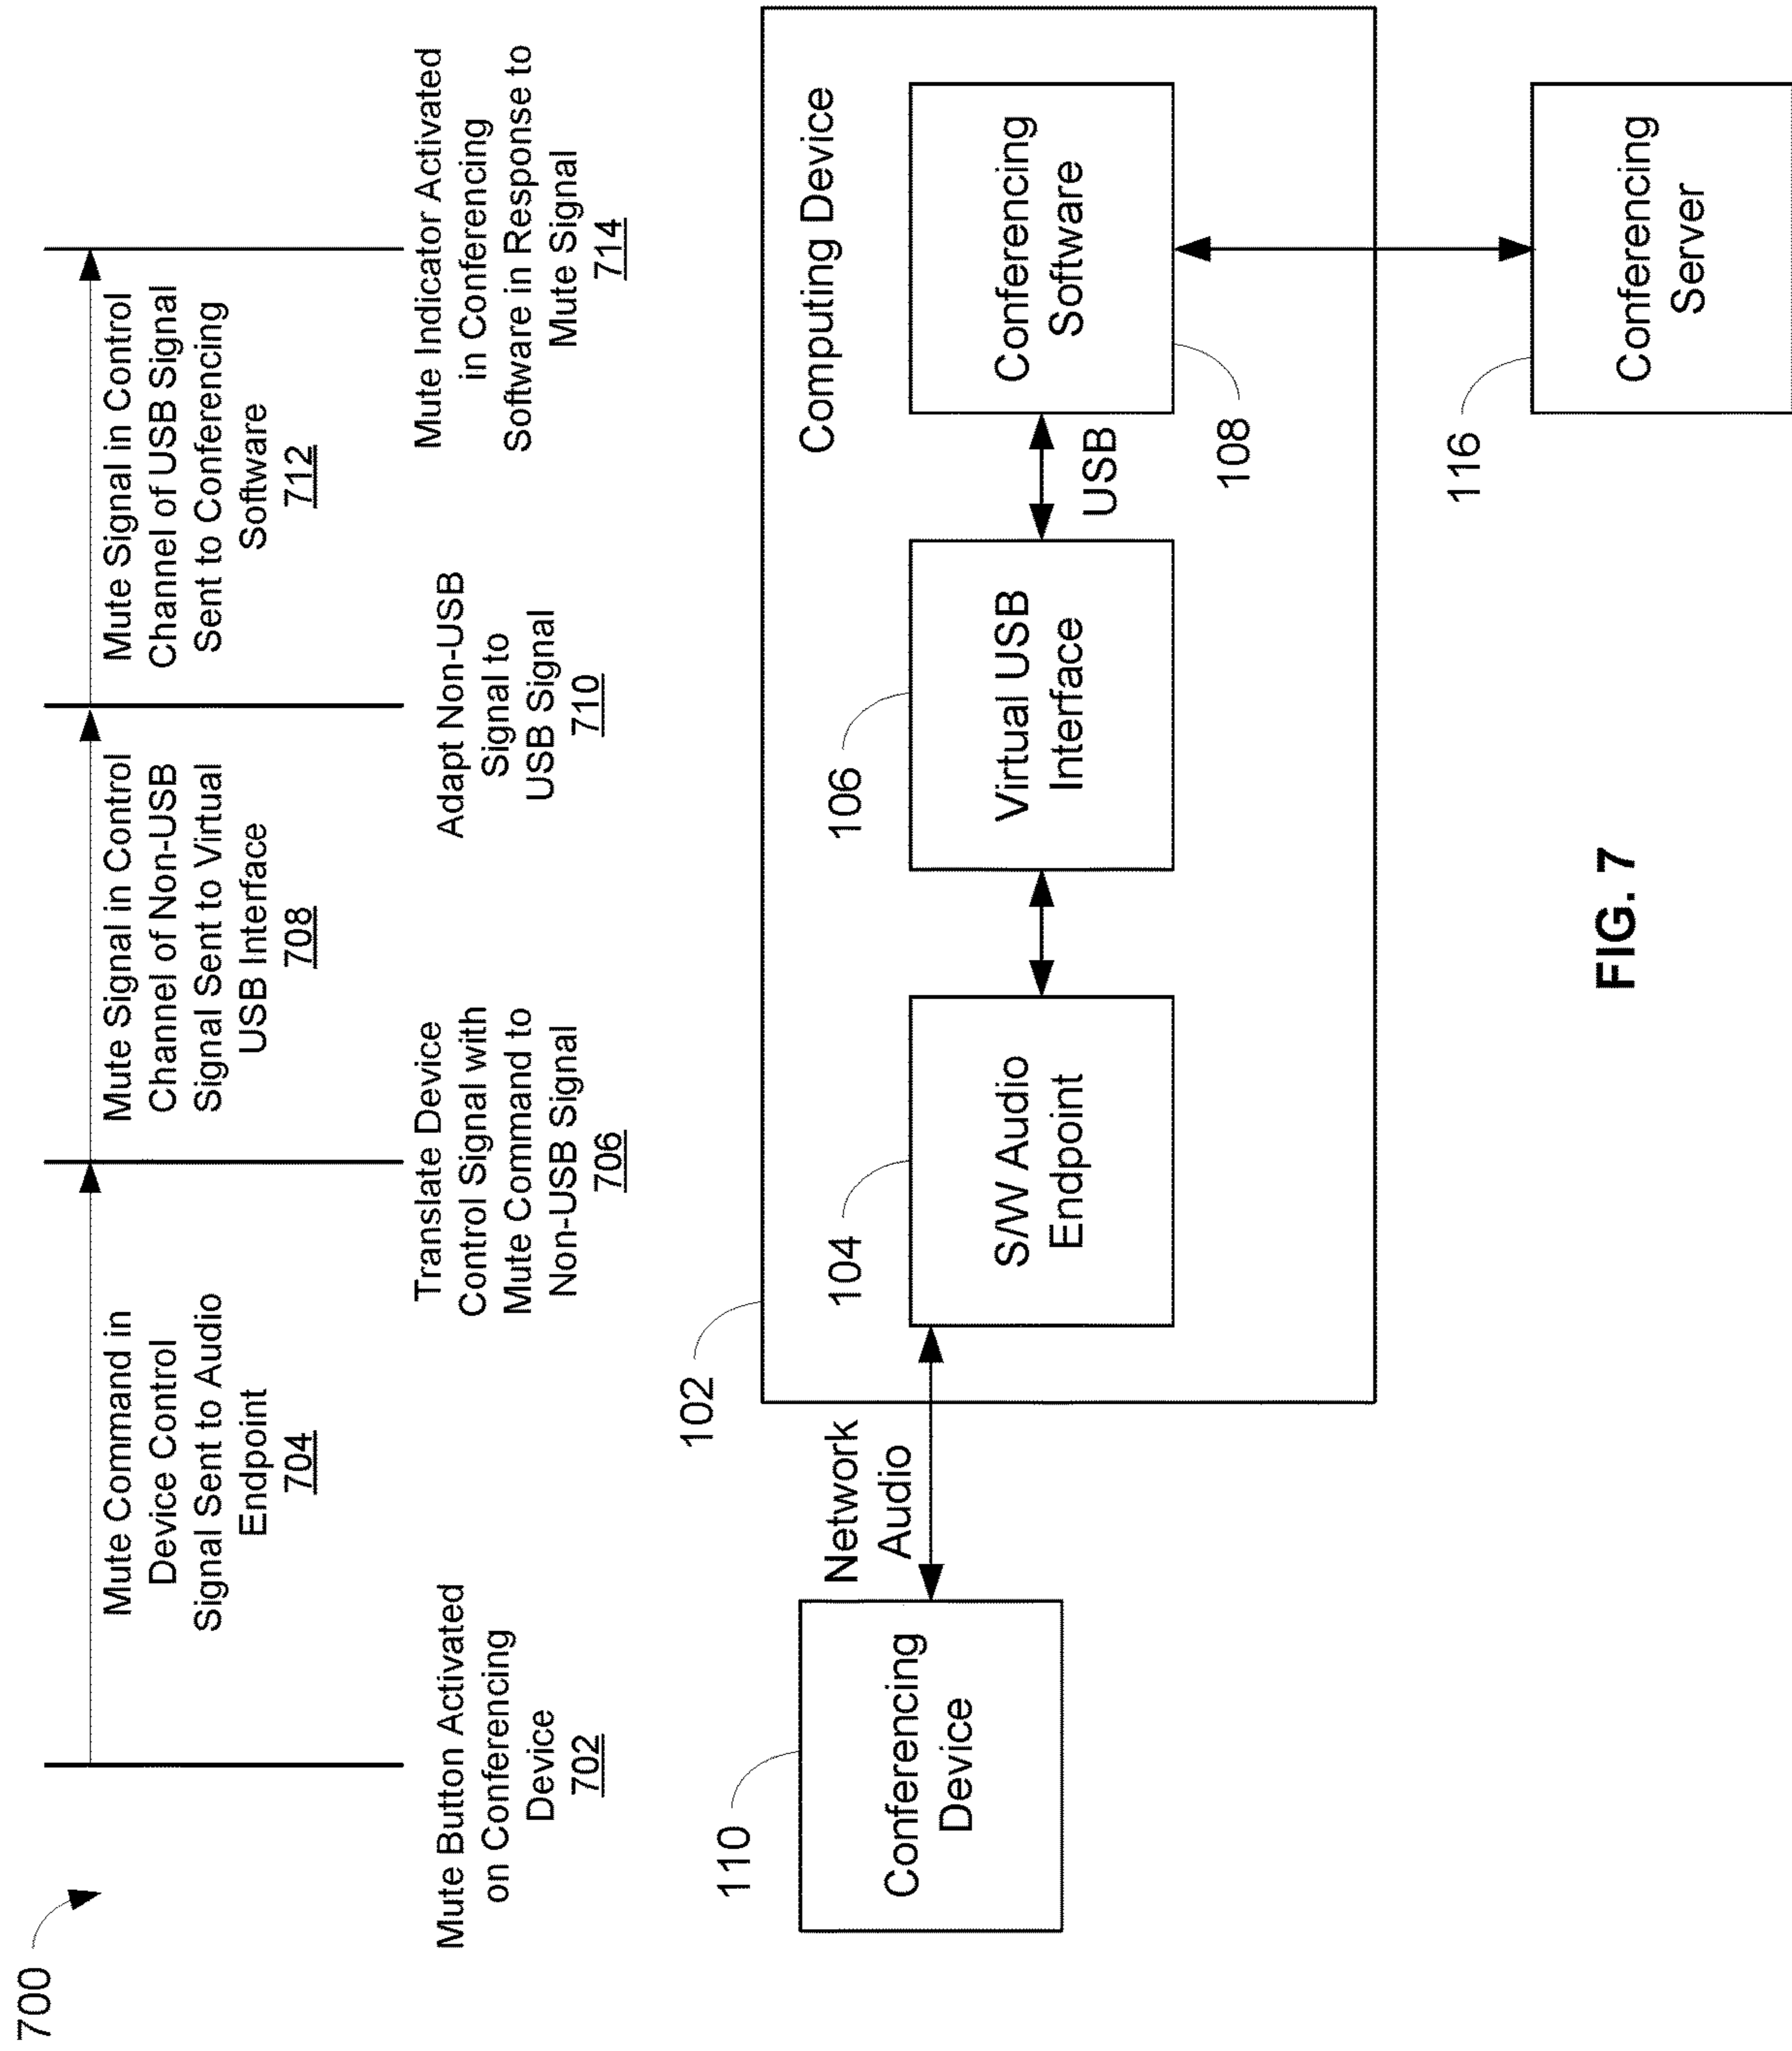 700
Mute Command in
Device Control
Signal Sent to Audio
Endpoint
704
Mute Signal in Control
Channel of Non-USB
Signal Sent to Virtual
USB Interface
708
Mute Signal in Control
Channel of USB Signal
Sent to Conferencing
Software
712
Mute Button Activated
on Conferencing
Device
702
Translate Device
Control Signal with
Mute Command to
Non-USB Signal
706
Adapt Non-USB
Signal to
USB Signal
710
Mute Indicator Activated
in Conferencing
Software in Response to
Mute Signal
714
110
Conferencing
Device
Network
Audio
102
Computing Device
104
S/W Audio
Endpoint
106
Virtual USB
Interface
USB
Conferencing
Software
108
116
Conferencing
Server
FIG. 7